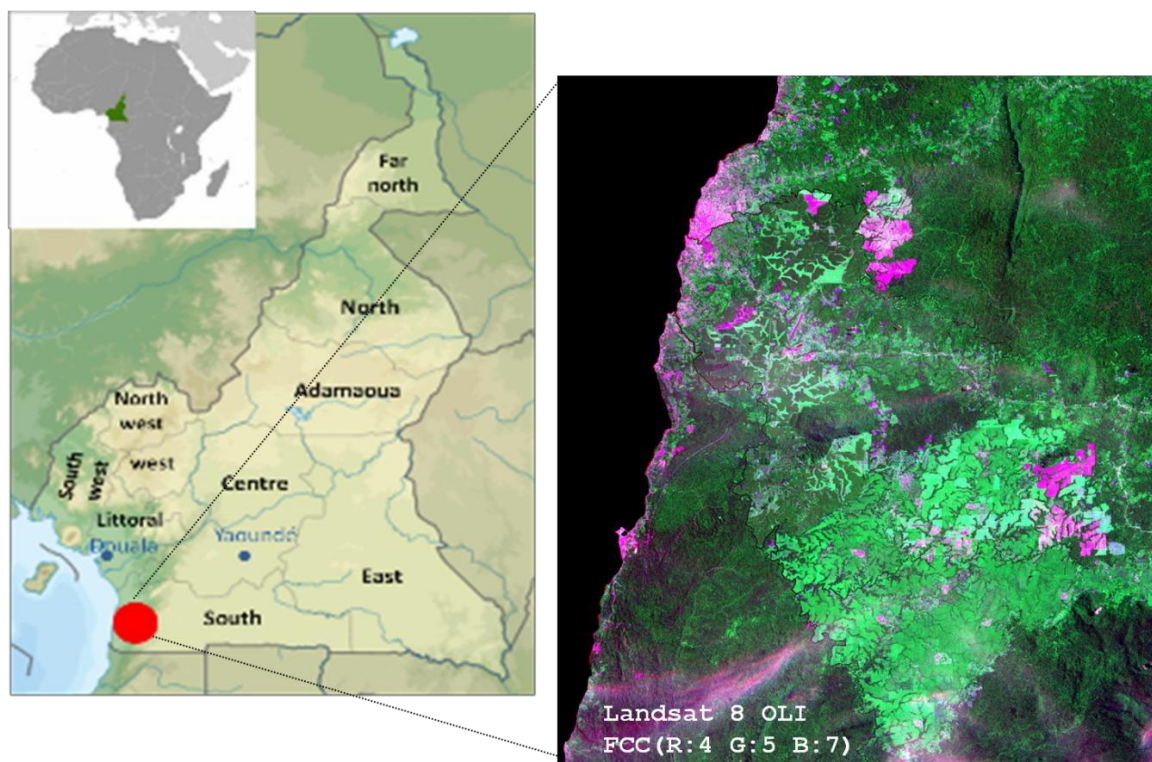 Far
north
North
Adamaoua
North
west
west
South
west
Centre
Littoral
Douala
Yaoundé
East
South
Landsat 8 OLI
FCC(R:4 G:5 B:7)